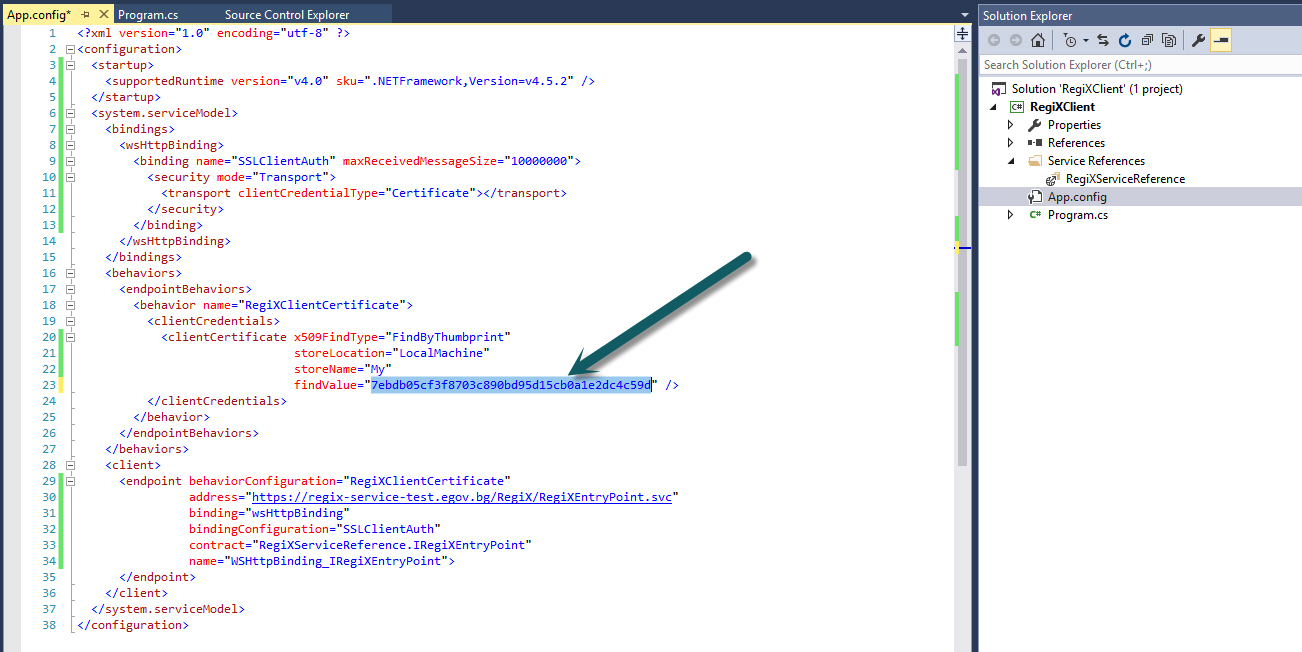 App.config*
Program.cs
Source Control Explorer
1 <?xml version="1.0" encoding="utf-8" ?>
2 <configuration>
3 <startup>
4 <supportedRuntime version="v4.0" sku=".NETFramework,Version=v4.5.2" />
5 </startup>
6 <system.serviceModel>
7 <bindings>
8 <wsHttpBinding>
9 <binding name="SSLClientAuth" maxReceivedMessageSize="10000000">
10 <security mode="Transport">
11 <transport clientCredentialType="Certificate"></transport>
12 </security>
13 </binding>
14 </wsHttpBinding>
15 </bindings>
16 <behaviors>
17 <endpointBehaviors>
18 <behavior name="RegiXClientCertificate">
19 <clientCredentials>
20 <clientCertificate x509FindType="FindByThumbprint"
21 storeLocation="LocalMachine"
22 storeName="My"
23 findValue="7ebdb05cf3f8703c890bd95d15cb0a1e2dc4c59d" />
24 </clientCredentials>
25 </behavior>
26 </endpointBehaviors>
27 </behaviors>
28 <client>
29 <endpoint behaviorConfiguration="RegiXClientCertificate"
30 address="https://regix-service-test.egov.bg/RegiX/RegiXEntryPoint.svc"
31 binding="wsHttpBinding"
32 bindingConfiguration="SSLClientAuth"
33 contract="RegiXServiceReference.IRegiXEntryPoint"
34 name="WSHttpBinding_IRegiXEntryPoint">
35 </endpoint>
36 </client>
37 </system.serviceModel>
38 </configuration>
Solution Explorer
Search Solution Explorer (Ctrl+;)
Solution 'RegiXClient' (1 project)
C# RegiXClient
Properties
References
Service References
RegiXServiceReference
App.config
C# Program.cs